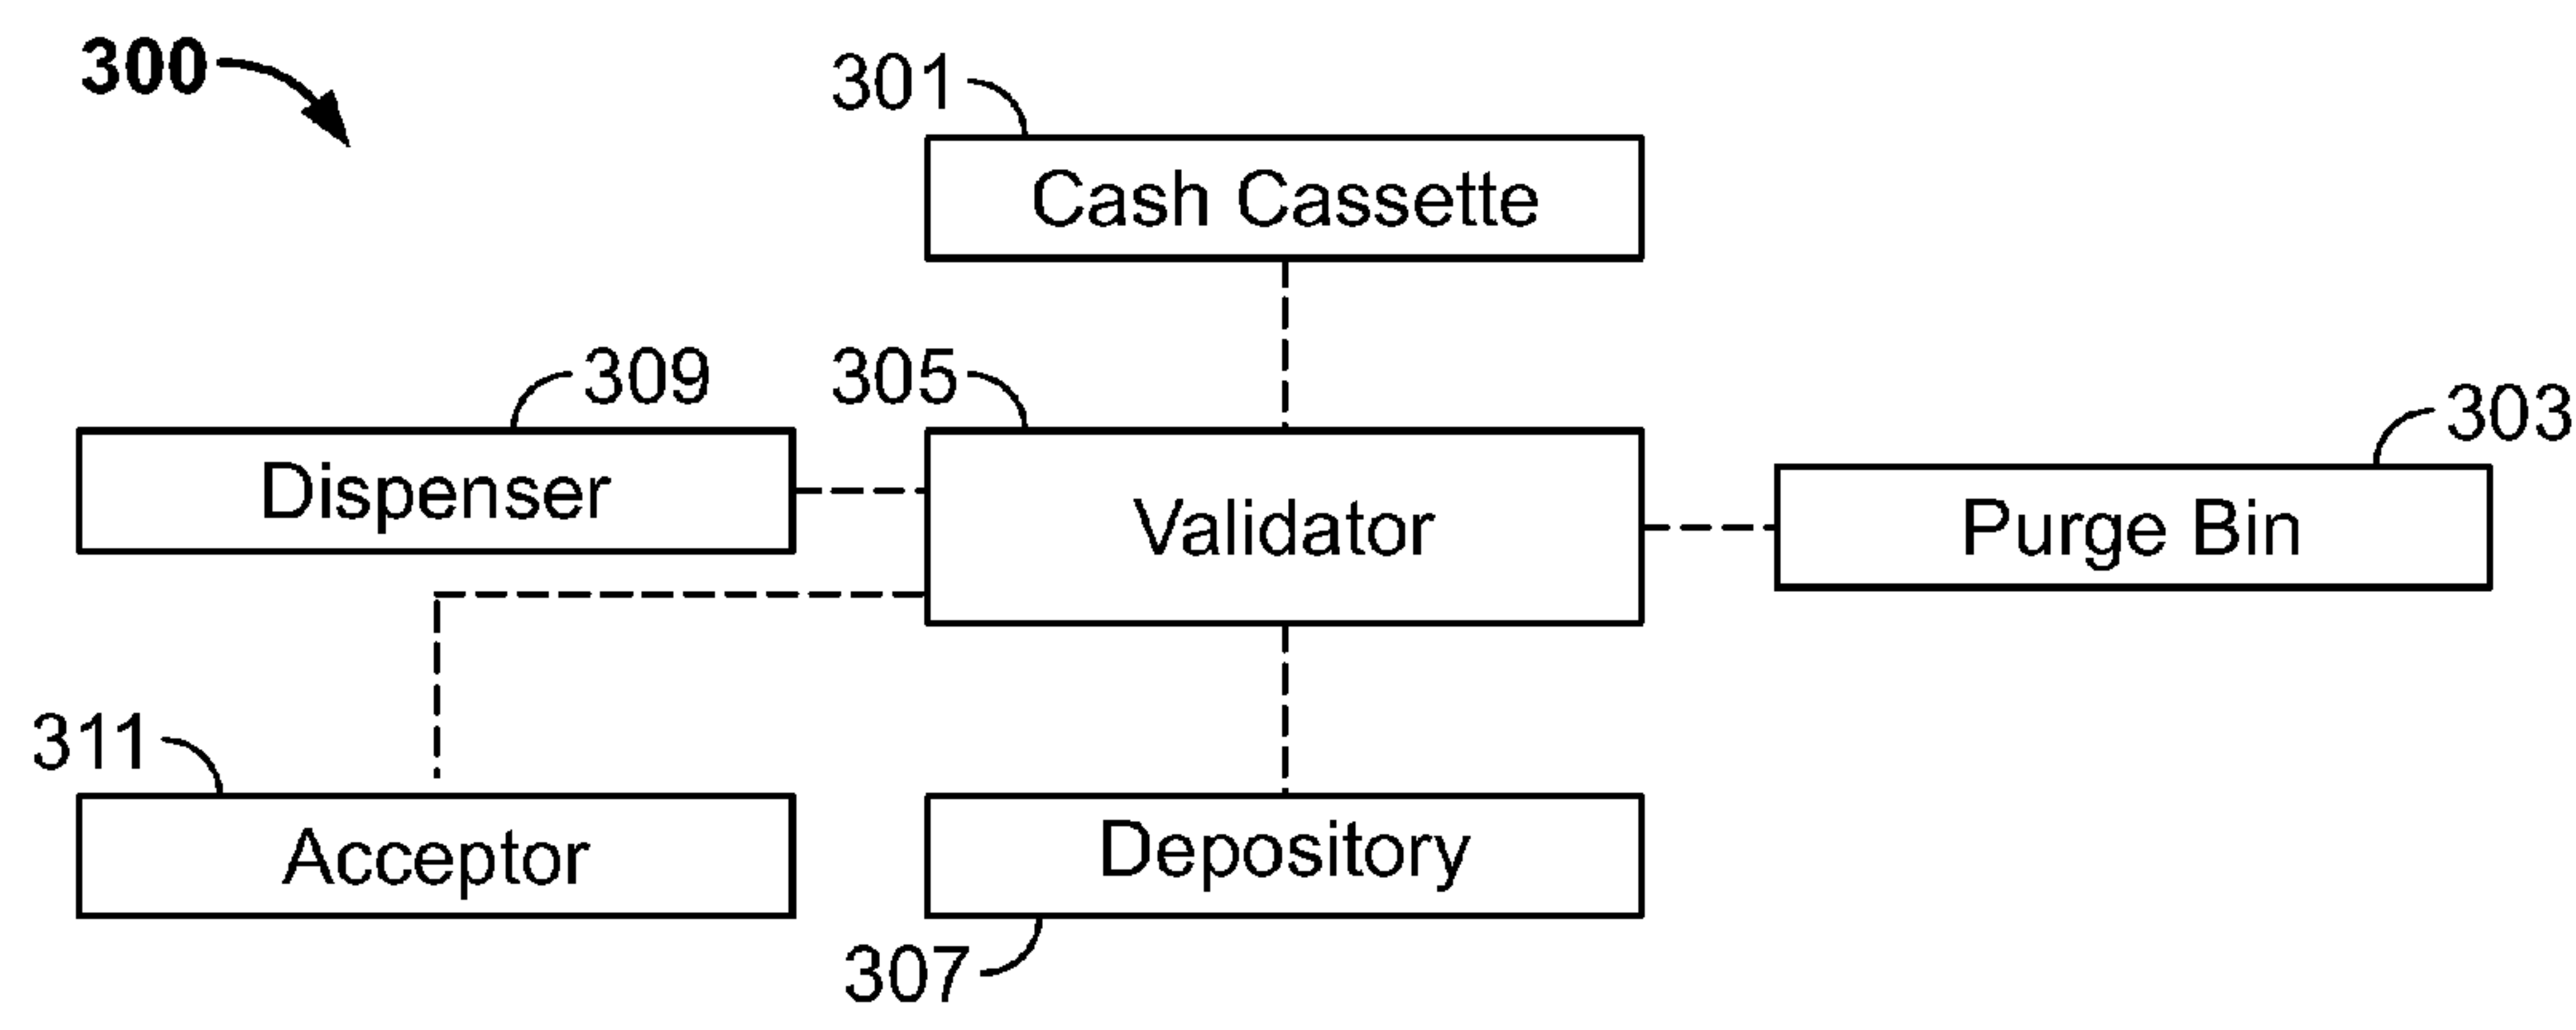 300
301
Cash Cassette
309
305
303
Dispenser
Validator
Purge Bin
311
Acceptor
Depository
307